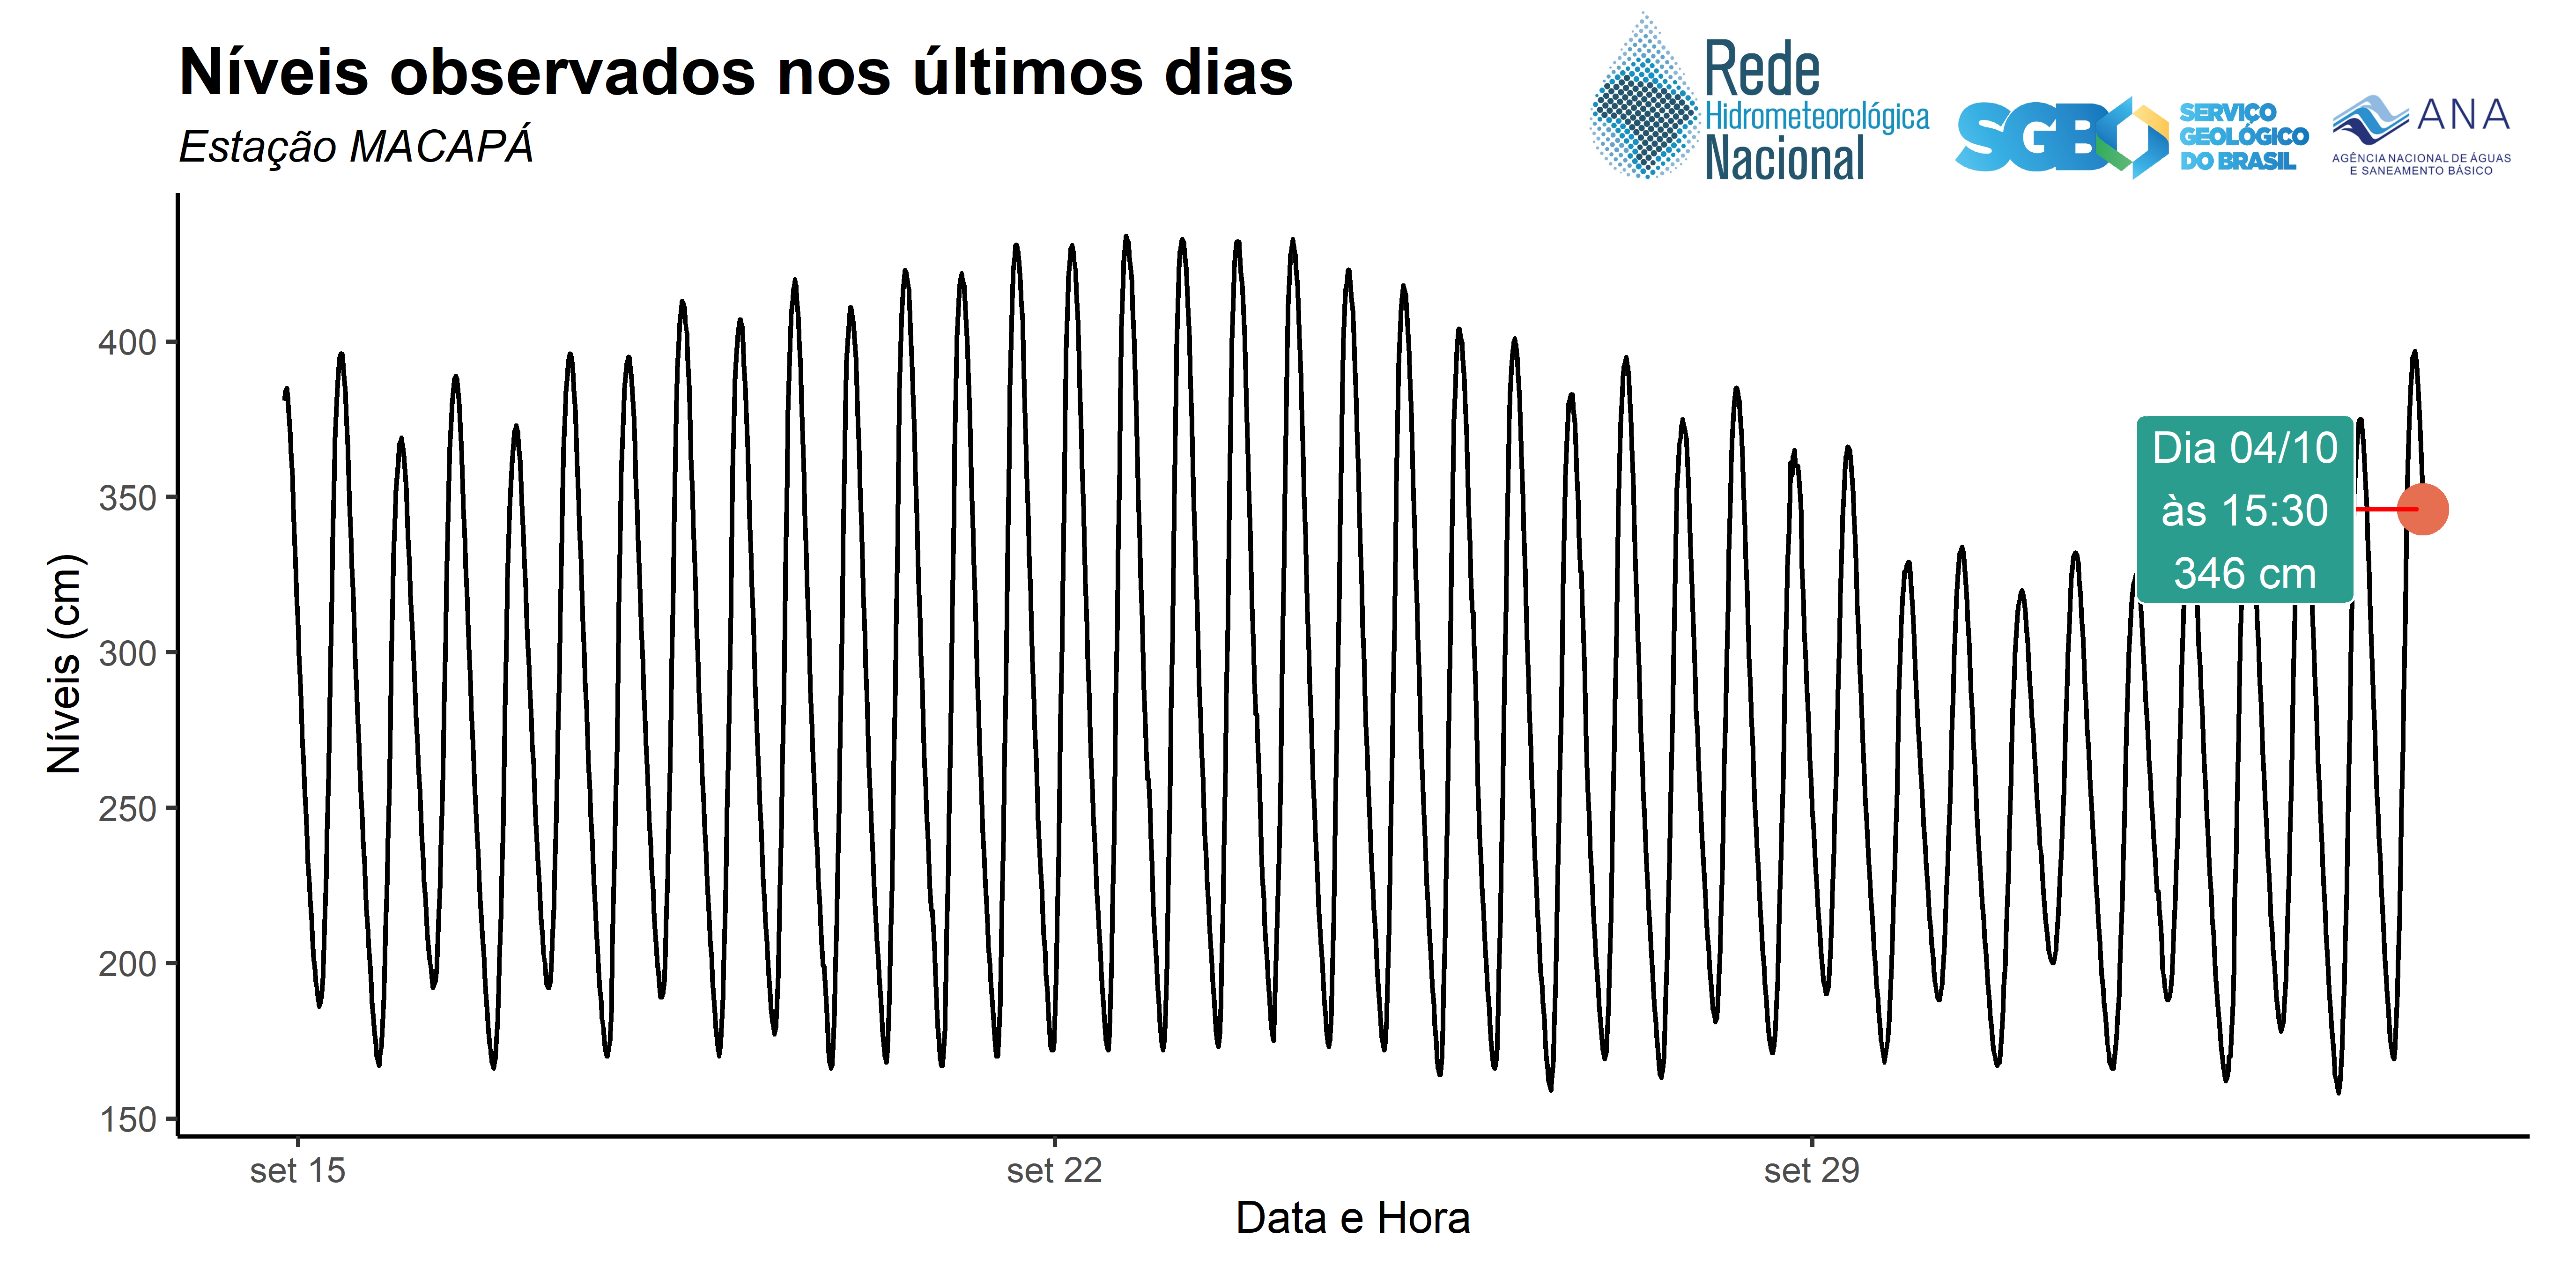 Níveis observados nos últimos dias
Estação MACAPÁ
Rede
Hidrometeorológica
Nacional
SGB
SERVIÇO
GEOLÓGICO
DO BRASIL
ANA
AGÊNCIA NACIONAL DE ÁGUAS
E SANEAMENTO BÁSICO
Níveis (cm)
400
350
300
250
200
150
Dia 04/10
às 15:30
346 cm
set 15
set 22
set 29
Data e Hora